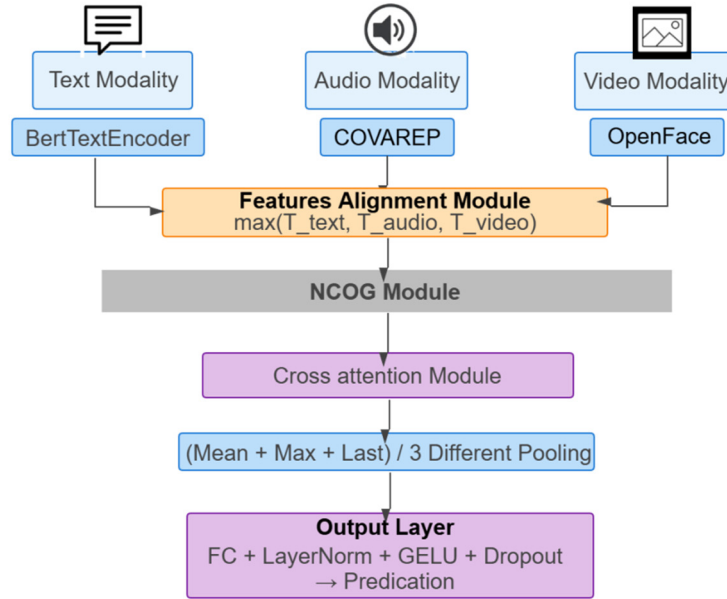 Text Modality
Audio Modality
Video Modality
BertTextEncoder
COVAREP
OpenFace
Features Alignment Module
max(T_text, T_audio, T_video)
NCOG Module
Cross attention Module
(Mean + Max + Last) / 3 Different Pooling
Output Layer
FC + LayerNorm + GELU + Dropout
→ Predication